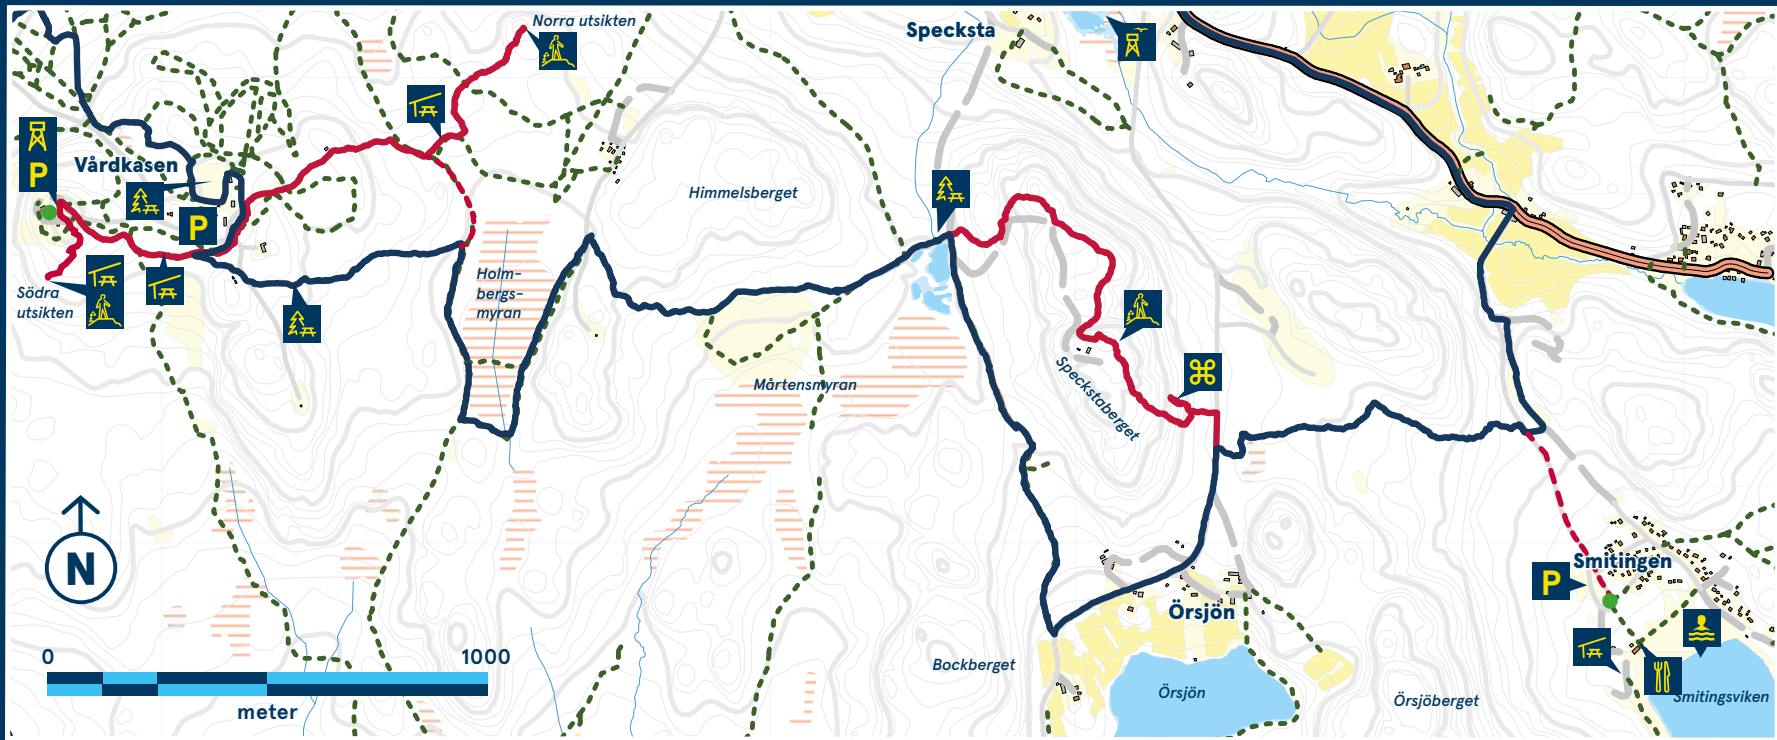 Norra utsikten
Specksta
Vårdkasen
P
P
Himmelsberget
Södra
utsikten
Holm-
bergs-
myran
Mårtensmyran
Speckstaberget
N
Smitingen
P
Örsjön
0
1000
meter
Bockberget
Örsjön
Örsjöberget
Smitingsviken